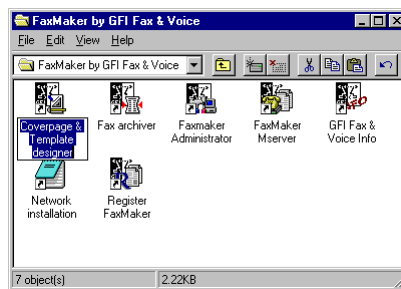 FaxMaker by GFI Fax & Voice
File Edit View Help
FaxMaker by GFI Fax & Voice
Coverpage &
Template
designer
Fax archiver
Faxmaker
Administrator
FaxMaker
Mserver
GFI Fax &
Voice Info
Network
installation
Register
FaxMaker
7 object(s) 2.22KB